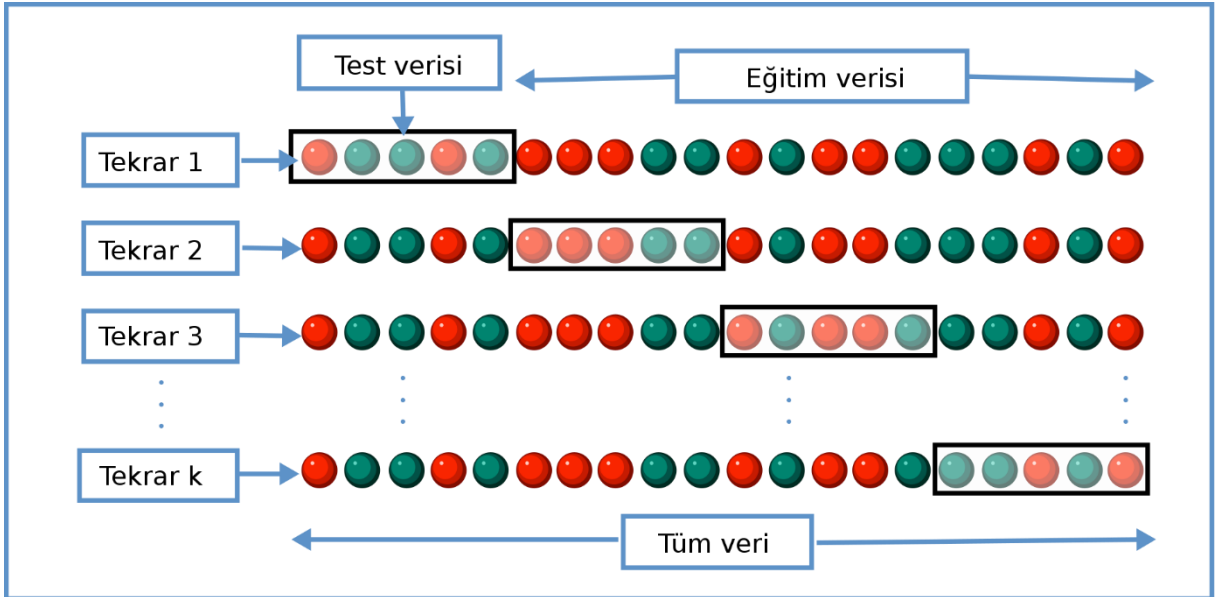 Test verisi
Eğitim verisi
Tekrar 1
Tekrar 2
Tekrar 3
Tekrar k
Tüm veri